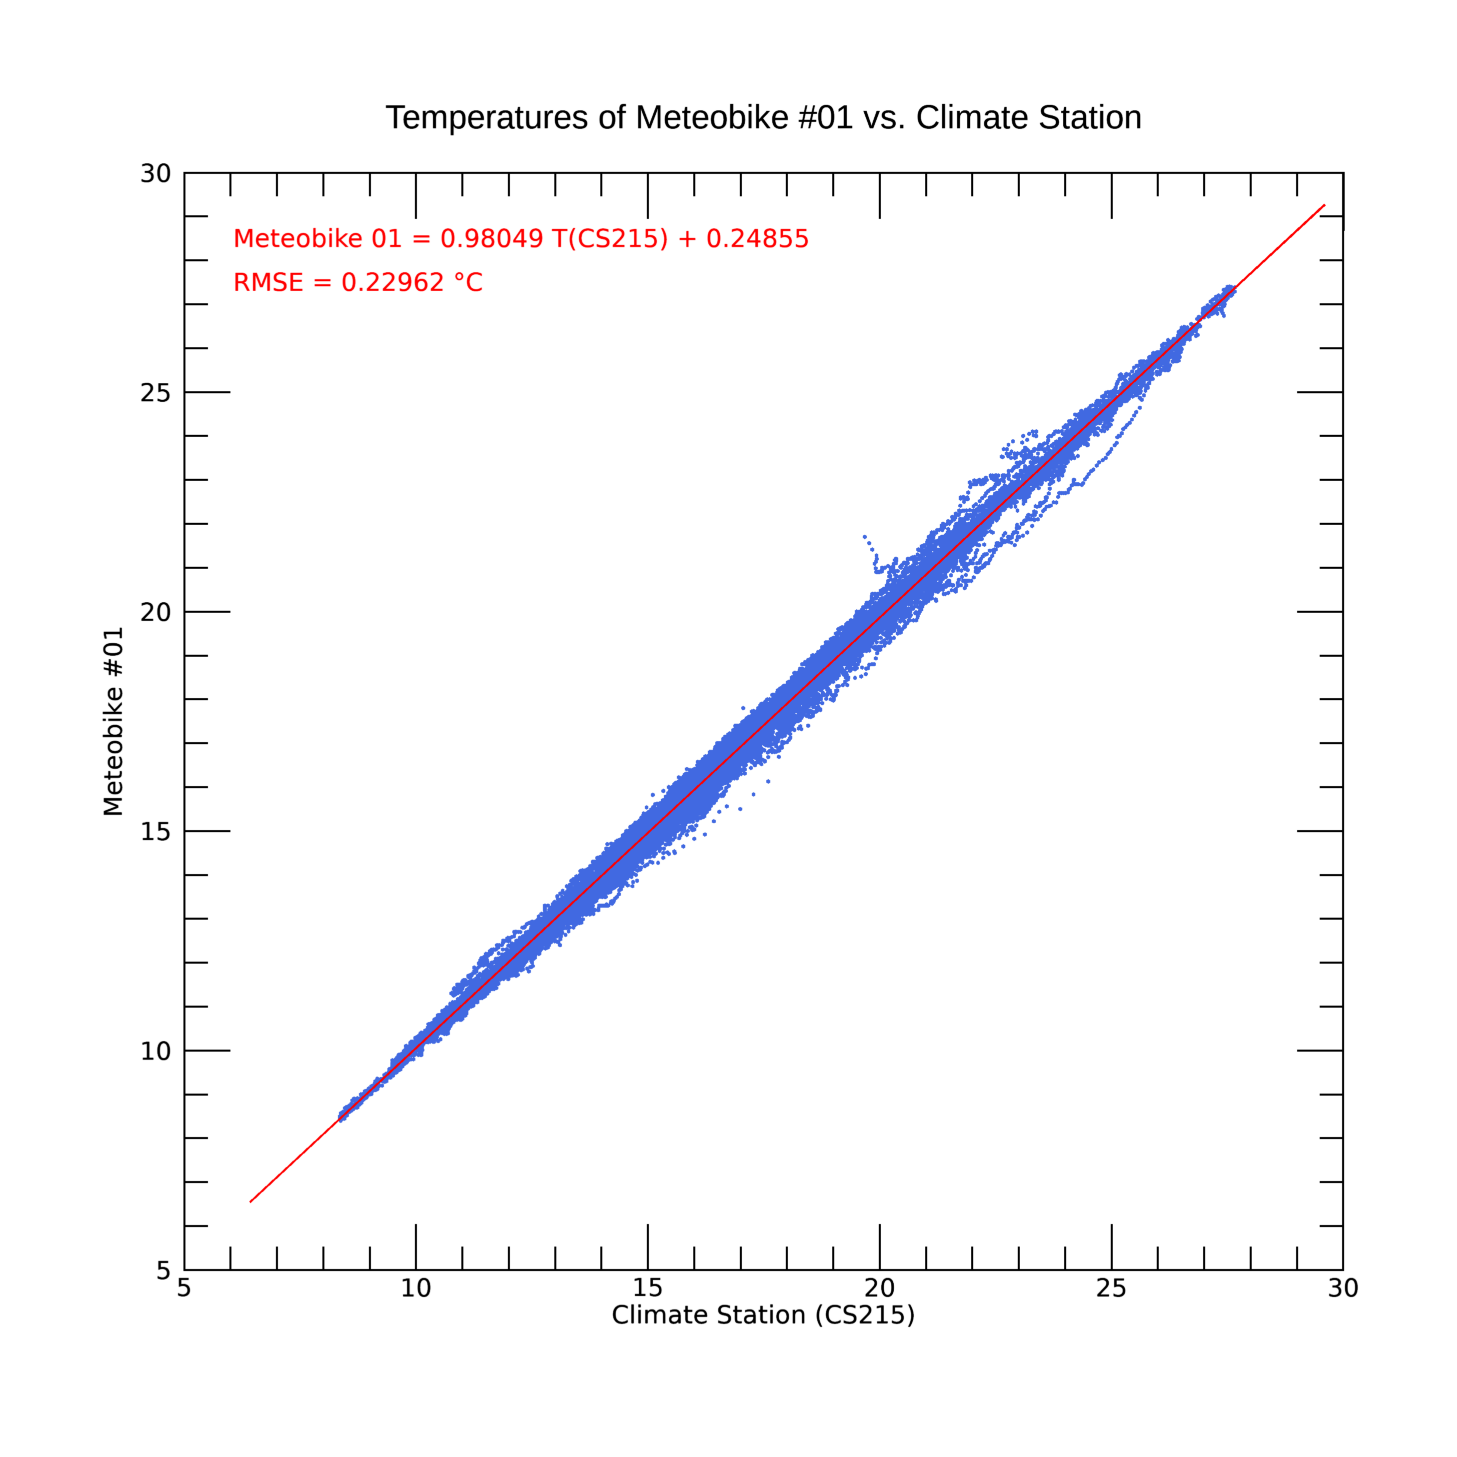 Temperatures of Meteobike #01 vs. Climate Station
Meteobike 01 = 0.98049 T(CS215) + 0.24855
RMSE = 0.22962 °C
30
25
20
15
10
5
Meteobike #01
5 10 15 20 25 30
Climate Station (CS215)